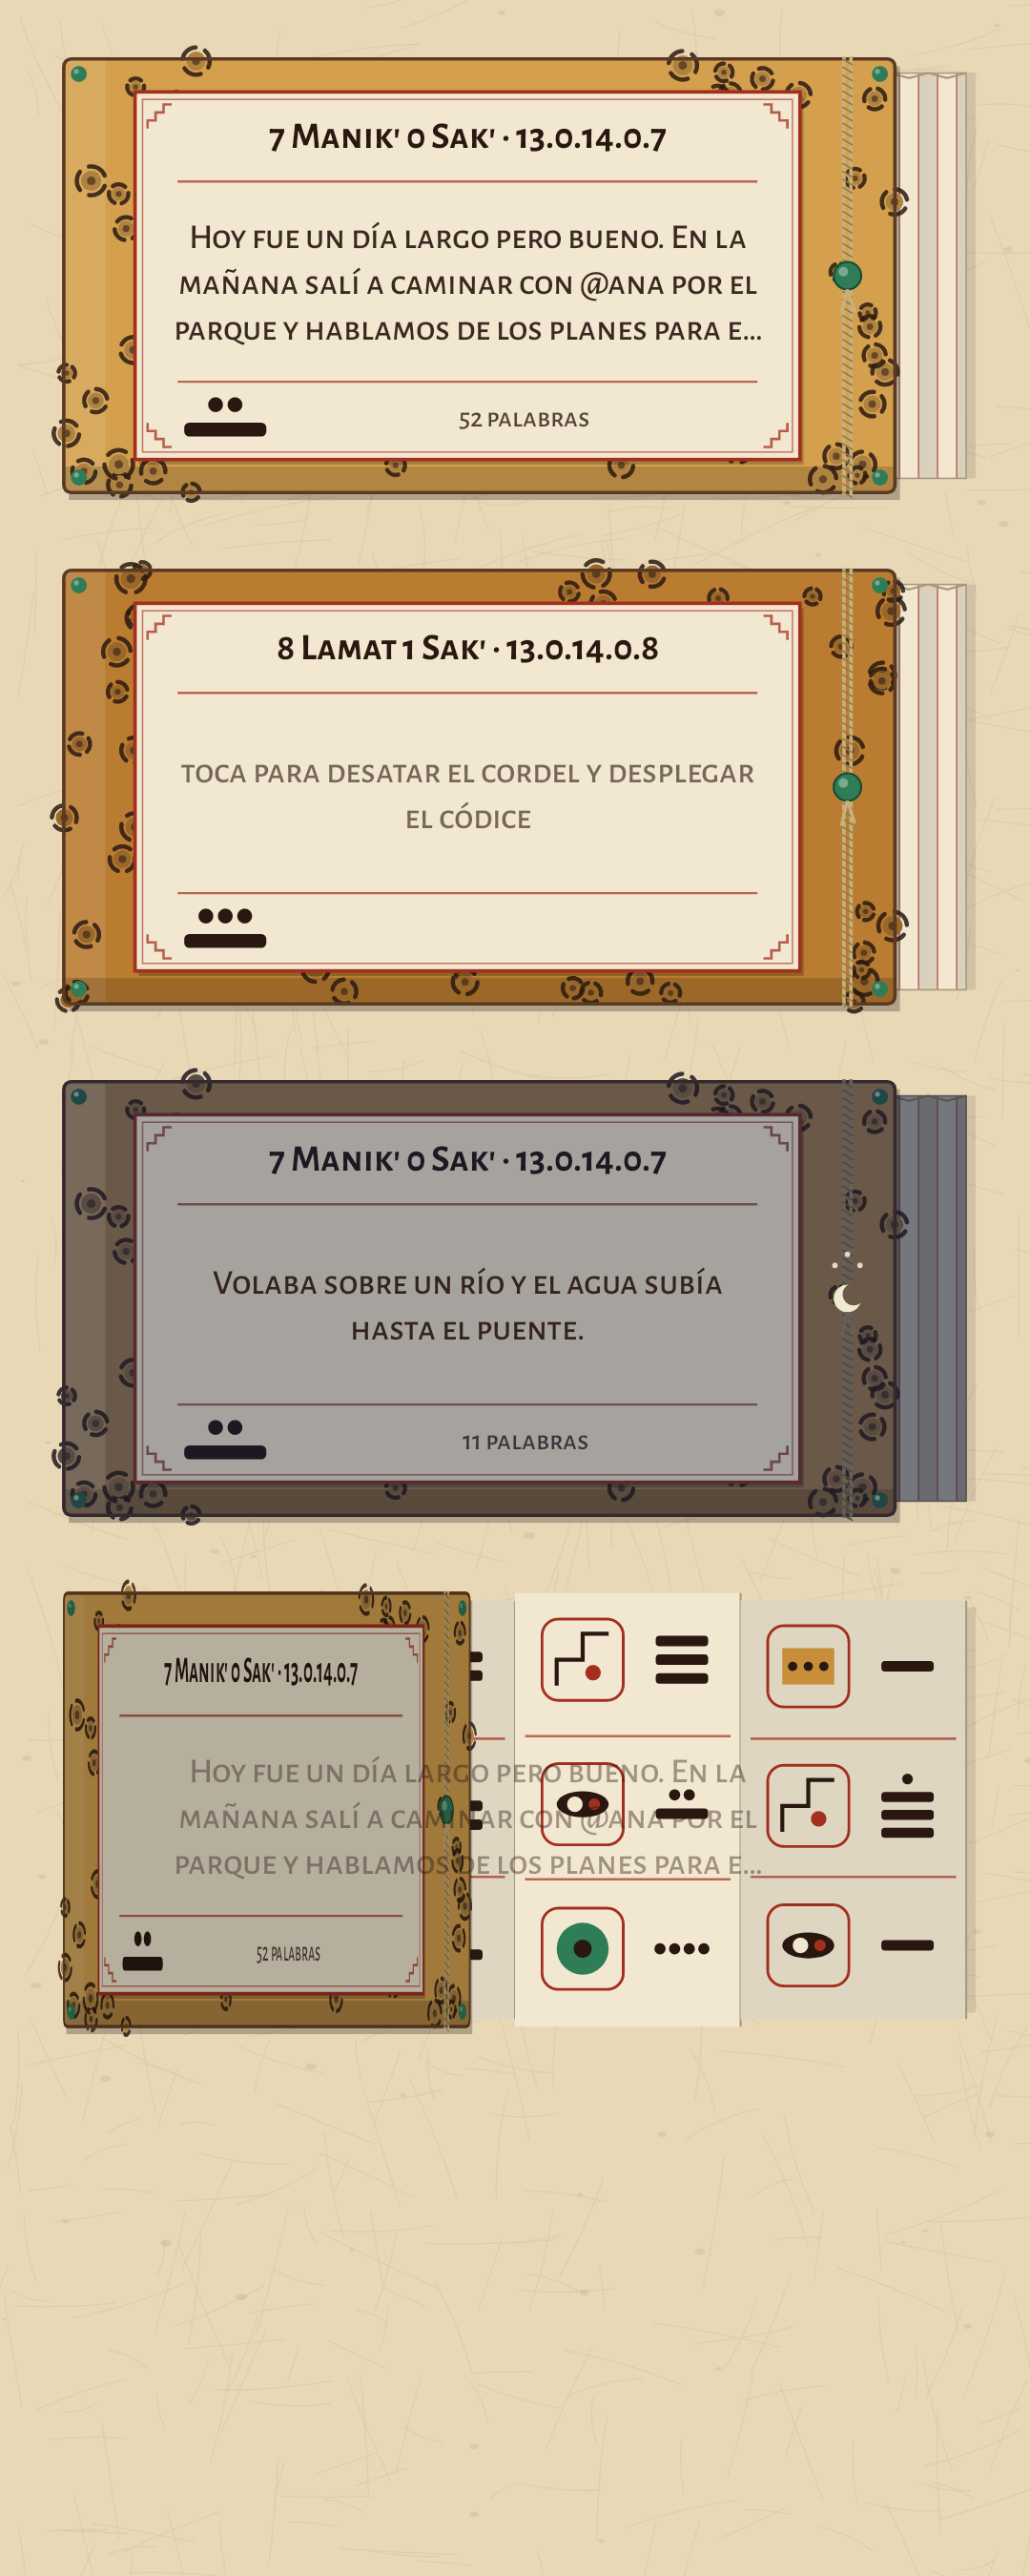 7 Manik' 0 Sak' · 13.0.14.0.7
Hoy fue un día largo pero bueno. En la
mañana salí a caminar con @ana por el
parque y hablamos de los planes para e…
52 palabras
8 Lamat 1 Sak' · 13.0.14.0.8
toca para desatar el cordel y desplegar
el códice
7 Manik' 0 Sak' · 13.0.14.0.7
Volaba sobre un río y el agua subía
hasta el puente.
11 palabras
7 Manik' 0 Sak' · 13.0.14.0.7
Hoy fue un día largo pero bueno. En la
mañana salí a caminar con @ana por el
parque y hablamos de los planes para e…
52 palabras